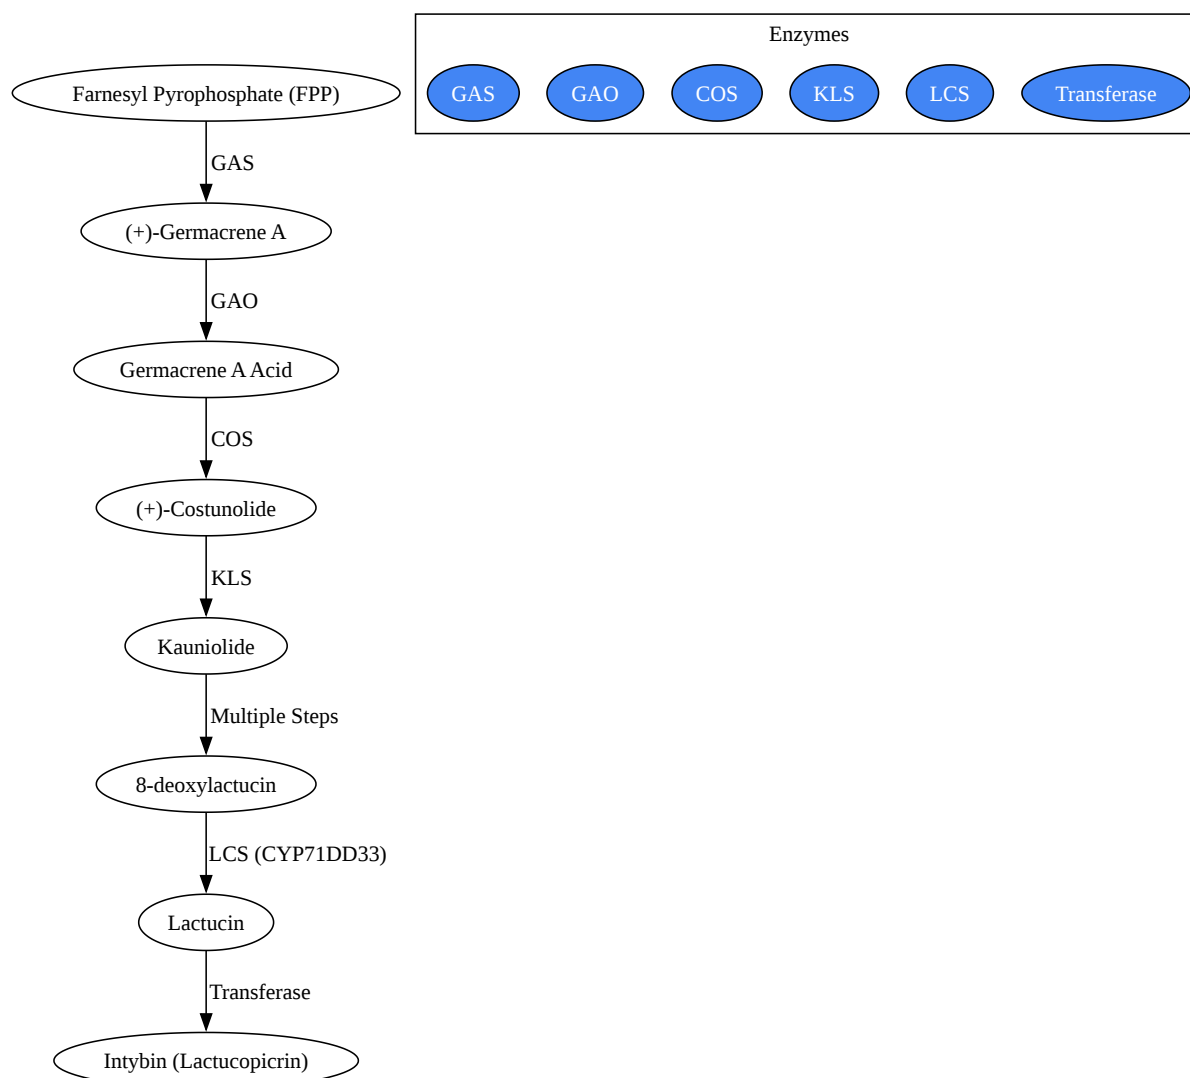 Enzymes
Farnesyl Pyrophosphate (FPP)
GAS
GAO
COS
KLS
LCS
Transferase
GAS
(+)-Germacrene A
GAO
Germacrene A Acid
COS
(+)-Costunolide
KLS
Kauniolide
Multiple Steps
8-deoxylactucin
LCS (CYP71DD33)
Lactucin
Transferase
Intybin (Lactucopicrin)